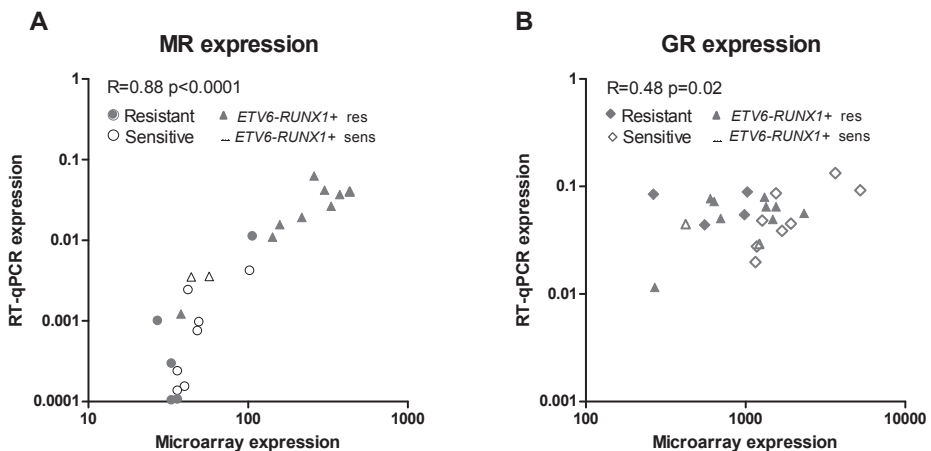 A
MR expression
R=0.88 p<0.0001
Resistant
ETV6-RUNX1+ res
Sensitive
ETV6-RUNX1+ sens
1
0.1
0.01
0.001
0.0001
RT-qPCR expression
10
100
1000
Microarray expression
B
GR expression
R=0.48 p=0.02
Resistant
ETV6-RUNX1+ res
Sensitive
ETV6-RUNX1+ sens
1
0.1
0.01
0.001
RT-qPCR expression
100
1000
10000
Microarray expression